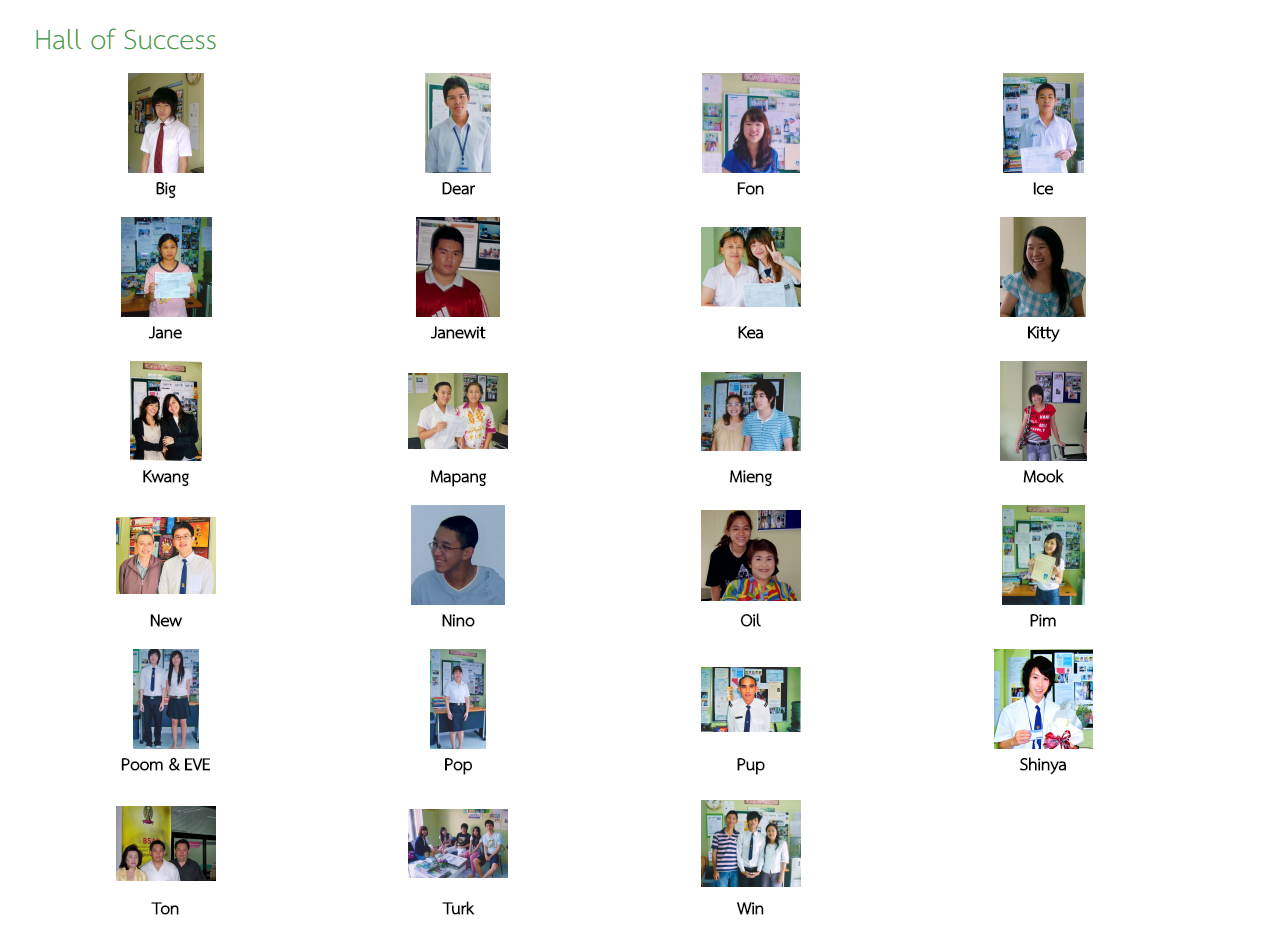 Hall of Success
Big
Dear
Fon
Ice
Jane
Janewit
Kea
Kitty
Kwang
Mapang
Mieng
Mook
New
Nino
Oil
Pim
Poom & EVE
Pop
Pup
Shinya
Ton
Turk
Win